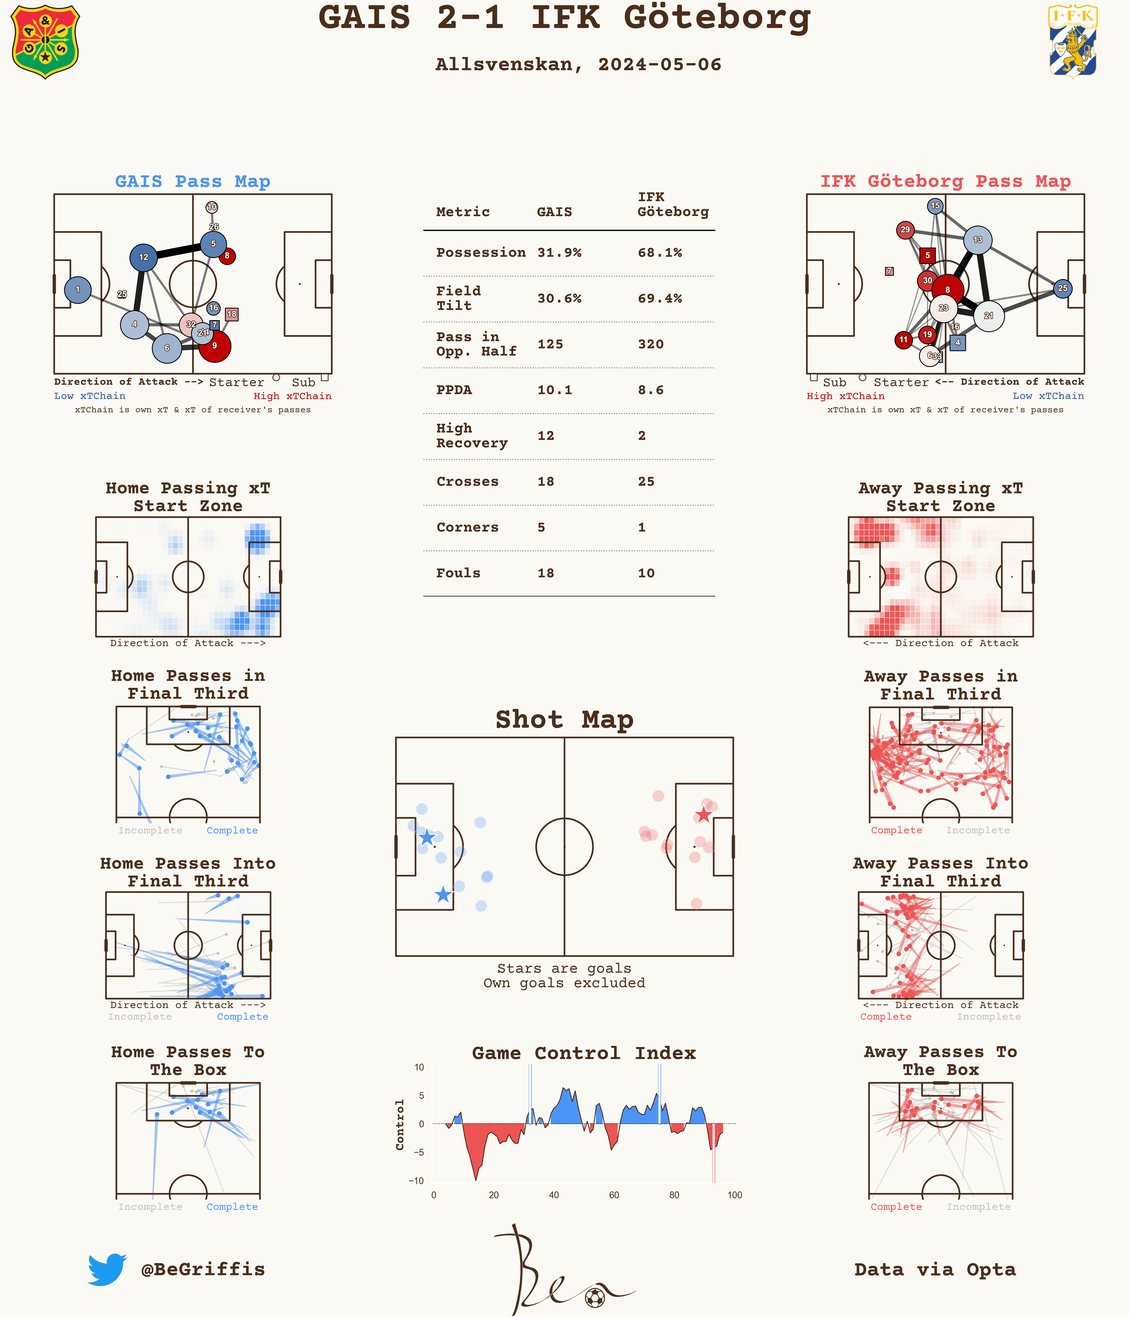 GAIS 2-1 IFK Göteborg
Allsvenskan, 2024-05-06
GA & IS
I·F·K
GAIS Pass Map
10
26
5
8
12
1
25
16
18
4
32
7
21
6
9
Direction of Attack --> Starter Sub
Low xTChain High xTChain
xTChain is own xT & xT of receiver's passes
Metric GAIS IFK Göteborg
Possession 31.9% 68.1%
Field Tilt 30.6% 69.4%
Pass in Opp. Half 125 320
PPDA 10.1 8.6
High Recovery 12 2
Crosses 18 25
Corners 5 1
Fouls 18 10
IFK Göteborg Pass Map
15
29
13
5
7
30
8
25
23
21
16
19
11
4
6
Sub Starter <-- Direction of Attack
High xTChain Low xTChain
xTChain is own xT & xT of receiver's passes
Home Passing xT
Start Zone
Direction of Attack --->
Away Passing xT
Start Zone
<--- Direction of Attack
Home Passes in
Final Third
Incomplete Complete
Away Passes in
Final Third
Complete Incomplete
Shot Map
Stars are goals
Own goals excluded
Home Passes Into
Final Third
Direction of Attack --->
Incomplete Complete
Away Passes Into
Final Third
<--- Direction of Attack
Complete Incomplete
Home Passes To
The Box
Incomplete Complete
Game Control Index
Control
10
5
0
−5
−10
0 20 40 60 80 100
Away Passes To
The Box
Complete Incomplete
@BeGriffis
Data via Opta